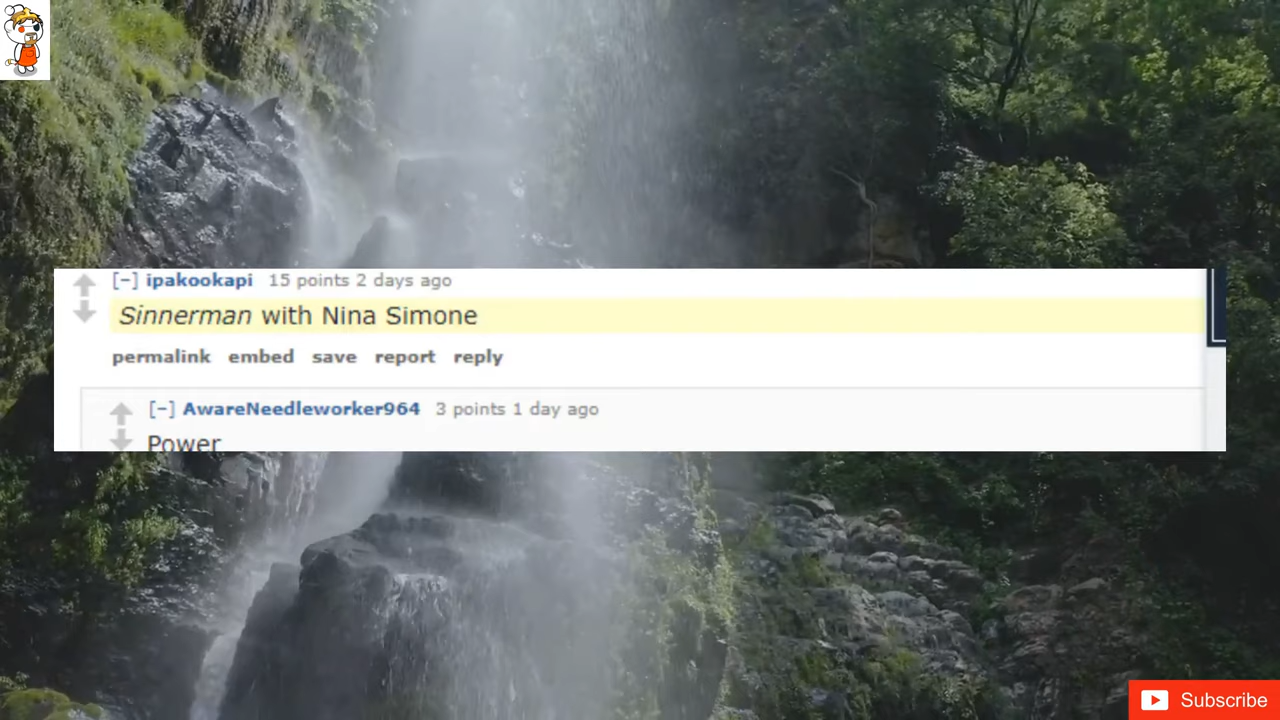 [-] ipakookapi 15 points 2 days ago
Sinnerman with Nina Simone
permalink embed save report reply
[-] AwareNeedleworker964 3 points 1 day ago
Power
Subscribe